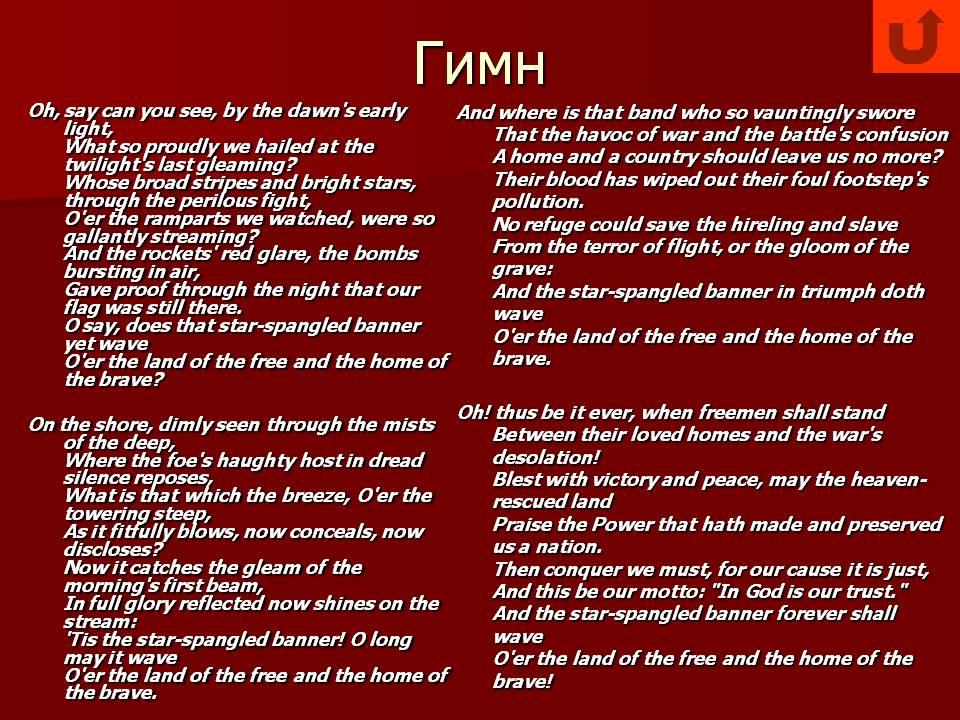 Гимн
Oh, say can you see, by the dawn's early
light,
What so proudly we hailed at the
twilight's last gleaming?
Whose broad stripes and bright stars,
through the perilous fight,
O'er the ramparts we watched, were so
gallantly streaming?
And the rockets' red glare, the bombs
bursting in air,
Gave proof through the night that our
flag was still there.
O say, does that star-spangled banner
yet wave
O'er the land of the free and the home of
the brave?
On the shore, dimly seen through the mists
of the deep,
Where the foe's haughty host in dread
silence reposes,
What is that which the breeze, O'er the
towering steep,
As it fitfully blows, now conceals, now
discloses?
Now it catches the gleam of the
morning's first beam,
In full glory reflected now shines on the
stream:
'Tis the star-spangled banner! O long
may it wave
O'er the land of the free and the home of
the brave.
And where is that band who so vauntingly swore
That the havoc of war and the battle's confusion
A home and a country should leave us no more?
Their blood has wiped out their foul footstep's
pollution.
No refuge could save the hireling and slave
From the terror of flight, or the gloom of the
grave:
And the star-spangled banner in triumph doth
wave
O'er the land of the free and the home of the
brave.
Oh! thus be it ever, when freemen shall stand
Between their loved homes and the war's
desolation!
Blest with victory and peace, may the heaven-
rescued land
Praise the Power that hath made and preserved
us a nation.
Then conquer we must, for our cause it is just,
And this be our motto: "In God is our trust."
And the star-spangled banner forever shall
wave
O'er the land of the free and the home of the
brave!